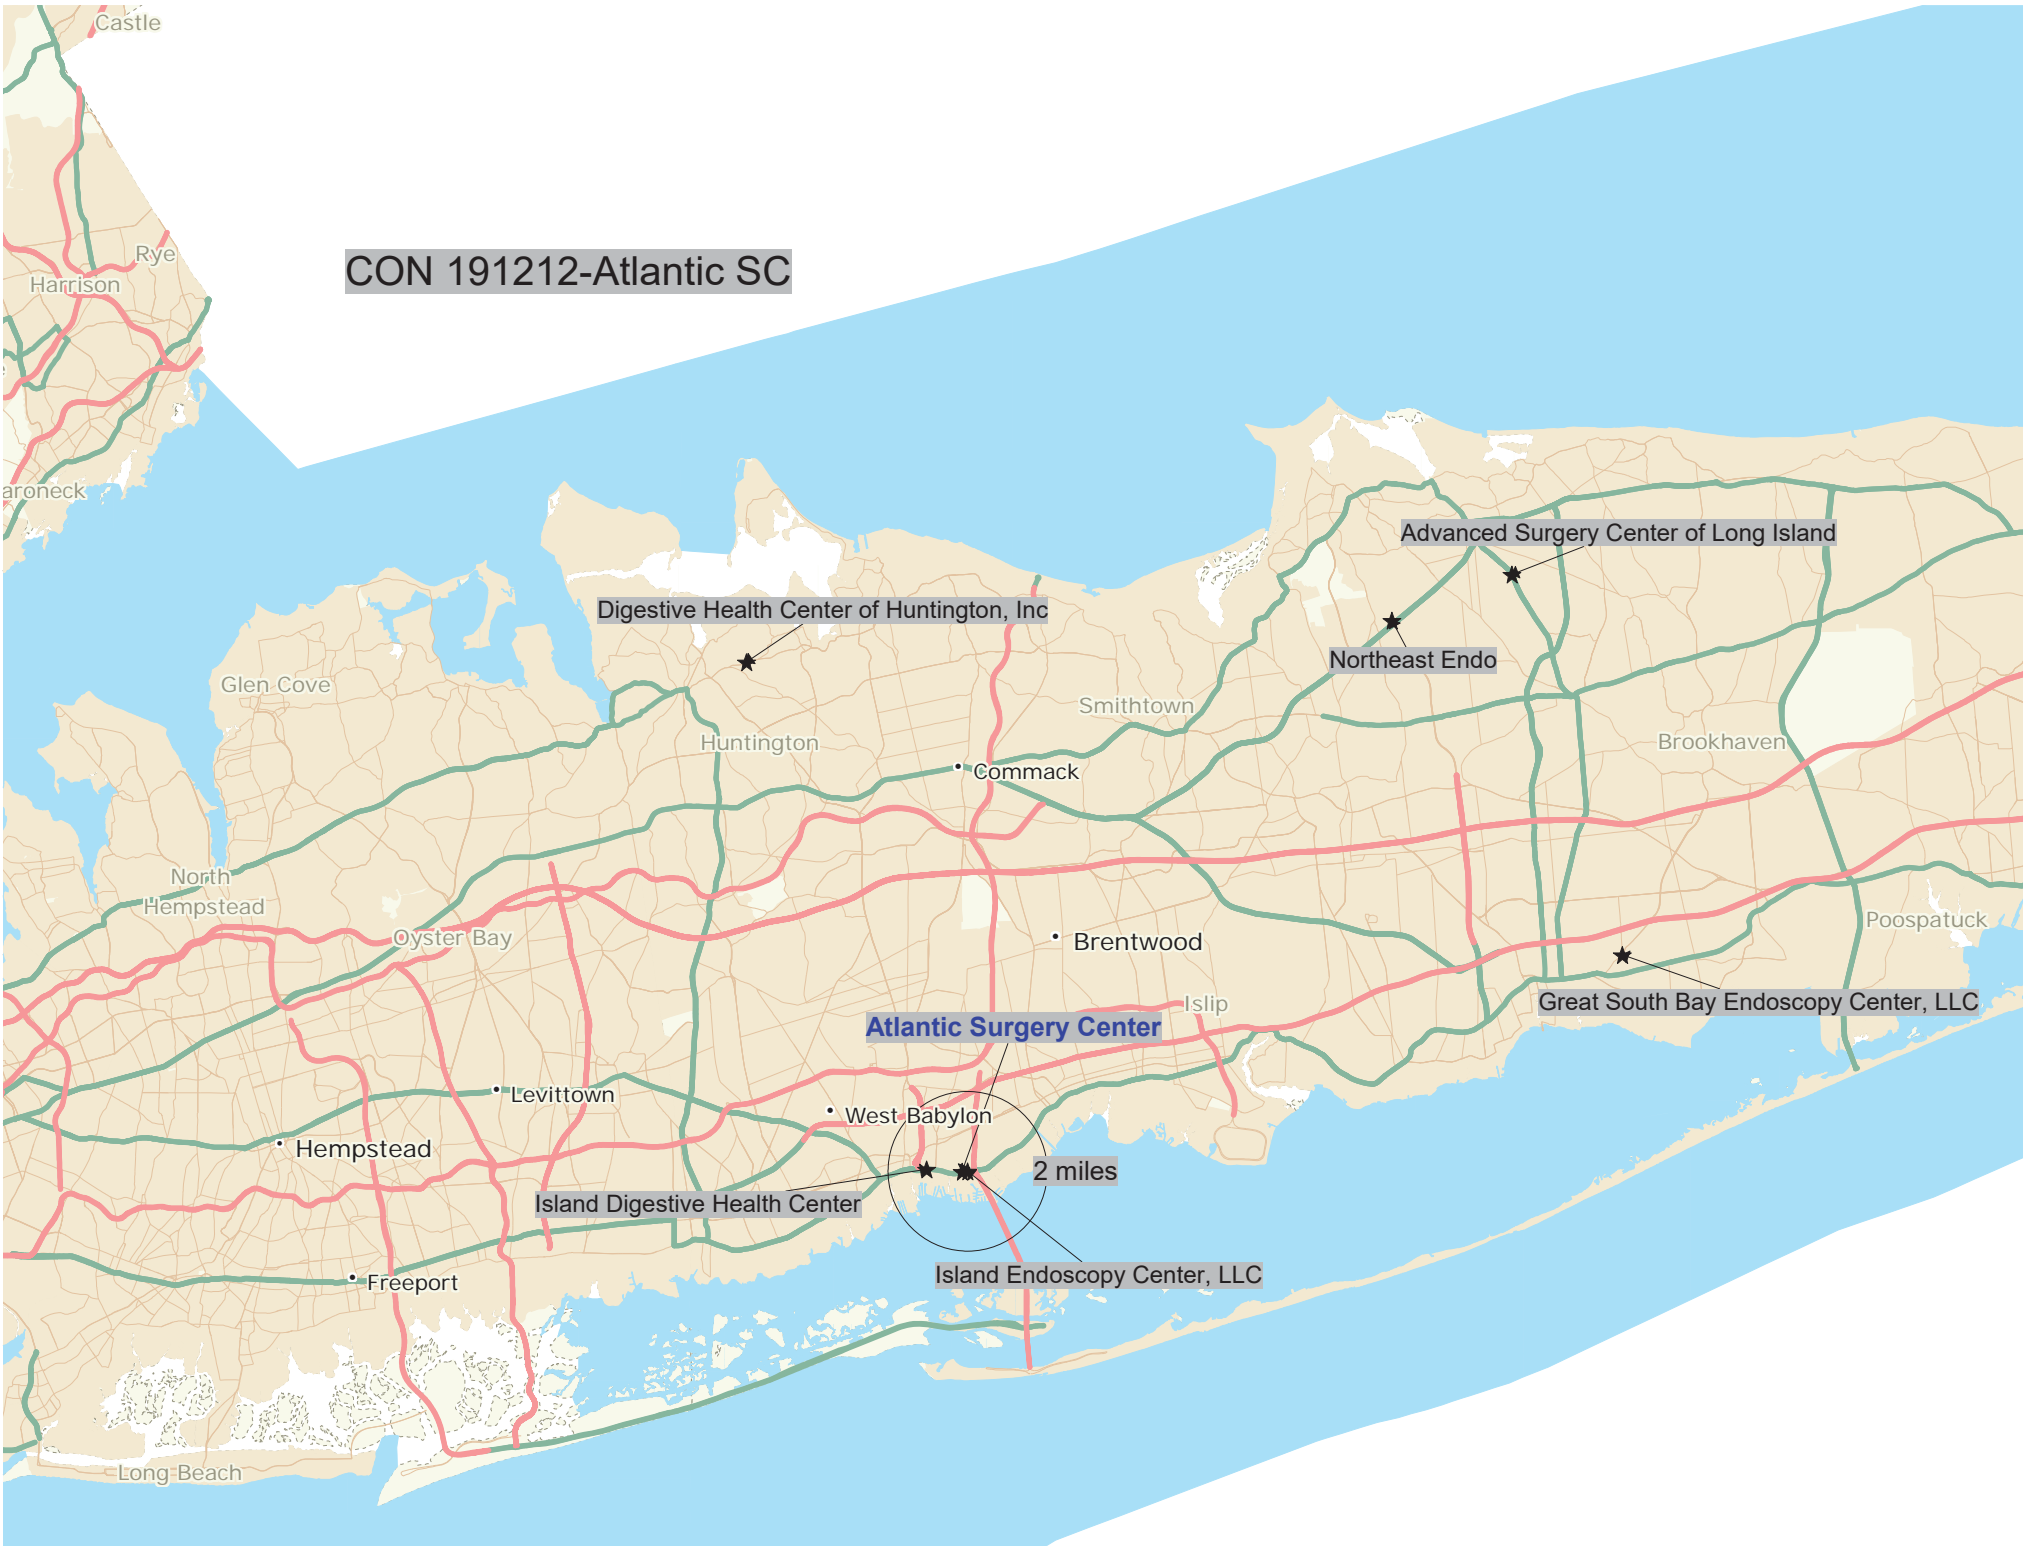 Castle
Rye
Harrison
CON 191212-Atlantic SC
aroneck
Advanced Surgery Center of Long Island
Digestive Health Center of Huntington, Inc
Northeast Endo
Glen Cove
Smithtown
Huntington
Brookhaven
Commack
North
Hempstead
Poospatuck
Oyster Bay
Brentwood
Islip
Great South Bay Endoscopy Center, LLC
Atlantic Surgery Center
Levittown
West Babylon
Hempstead
2 miles
Island Digestive Health Center
Island Endoscopy Center, LLC
Freeport
Long Beach